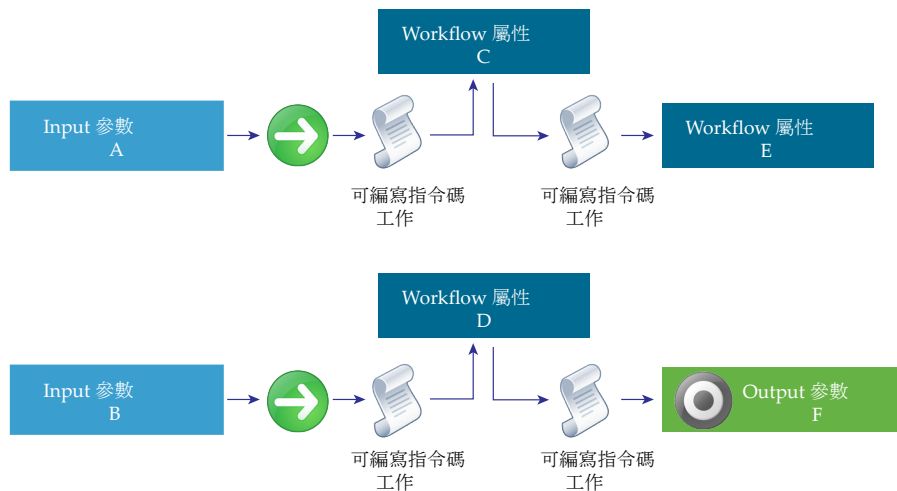 Workflow 屬性
C
Input 參數
A
Workflow 屬性
E
可編寫指令碼
工作
可編寫指令碼
工作
Workflow 屬性
D
Input 參數
B
Output 參數
F
可編寫指令碼
工作
可編寫指令碼
工作